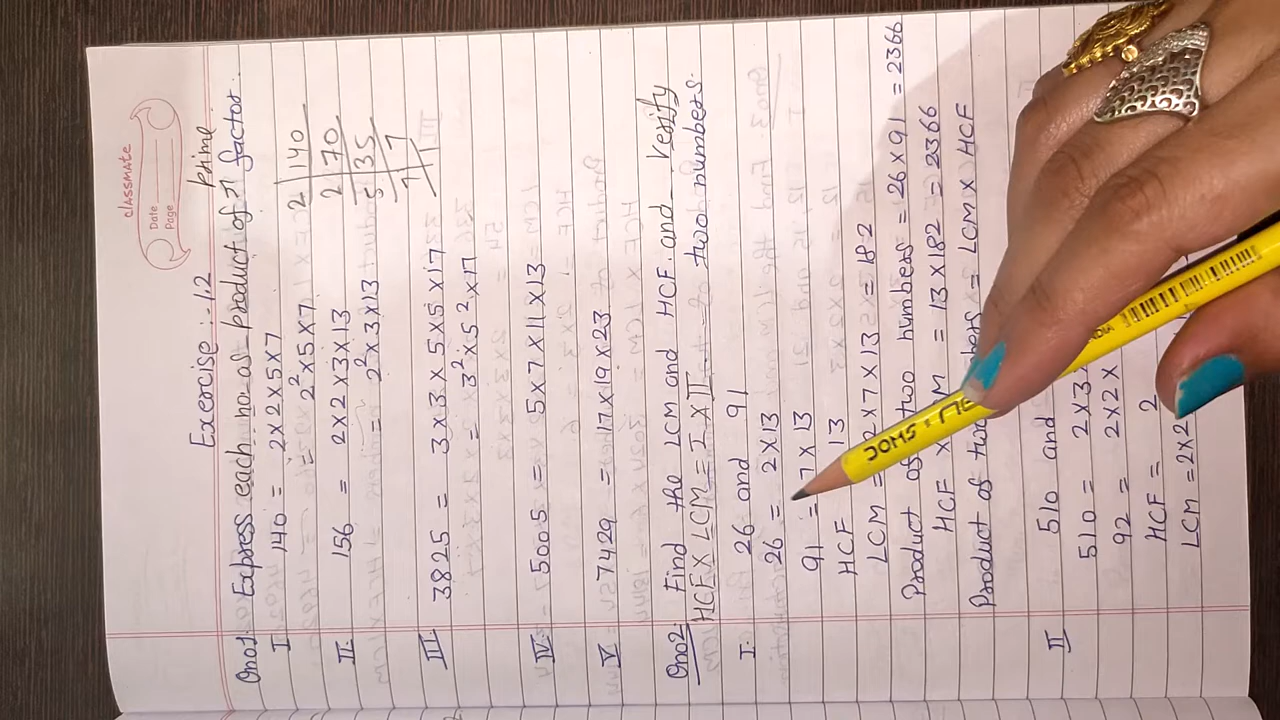 classmate
Date
Page
Exercise :- 1.2
Qno1. Express each no as product of it prime factor.
I 140 = 2×2×5×7
2²×5×7
2 | 140
2 | 70
5 | 35
7 | 7
1
II. 156 = 2×2×3×13
= 2²×3×13
III. 3825 = 3×3×5×5×17
= 3²×5²×17
IV. 5005 = 5×7×11×13
V 7429 = 17×19×23
Qno2 Find the LCM and HCF. and verify
HCF× LCM = I × II two numbers.
I. 26 and 91
26 = 2×13
91 = 7×13
HCF 13
LCM = 2×7×13 = 182
Product of two numbers = 26×91 = 2366
HCF × M = 13×182 = 2366
Product of two bers = LCM × HCF
II 510 and
510 = 2×3
92 = 2×2×
HCF = 2
LCM = 2×2